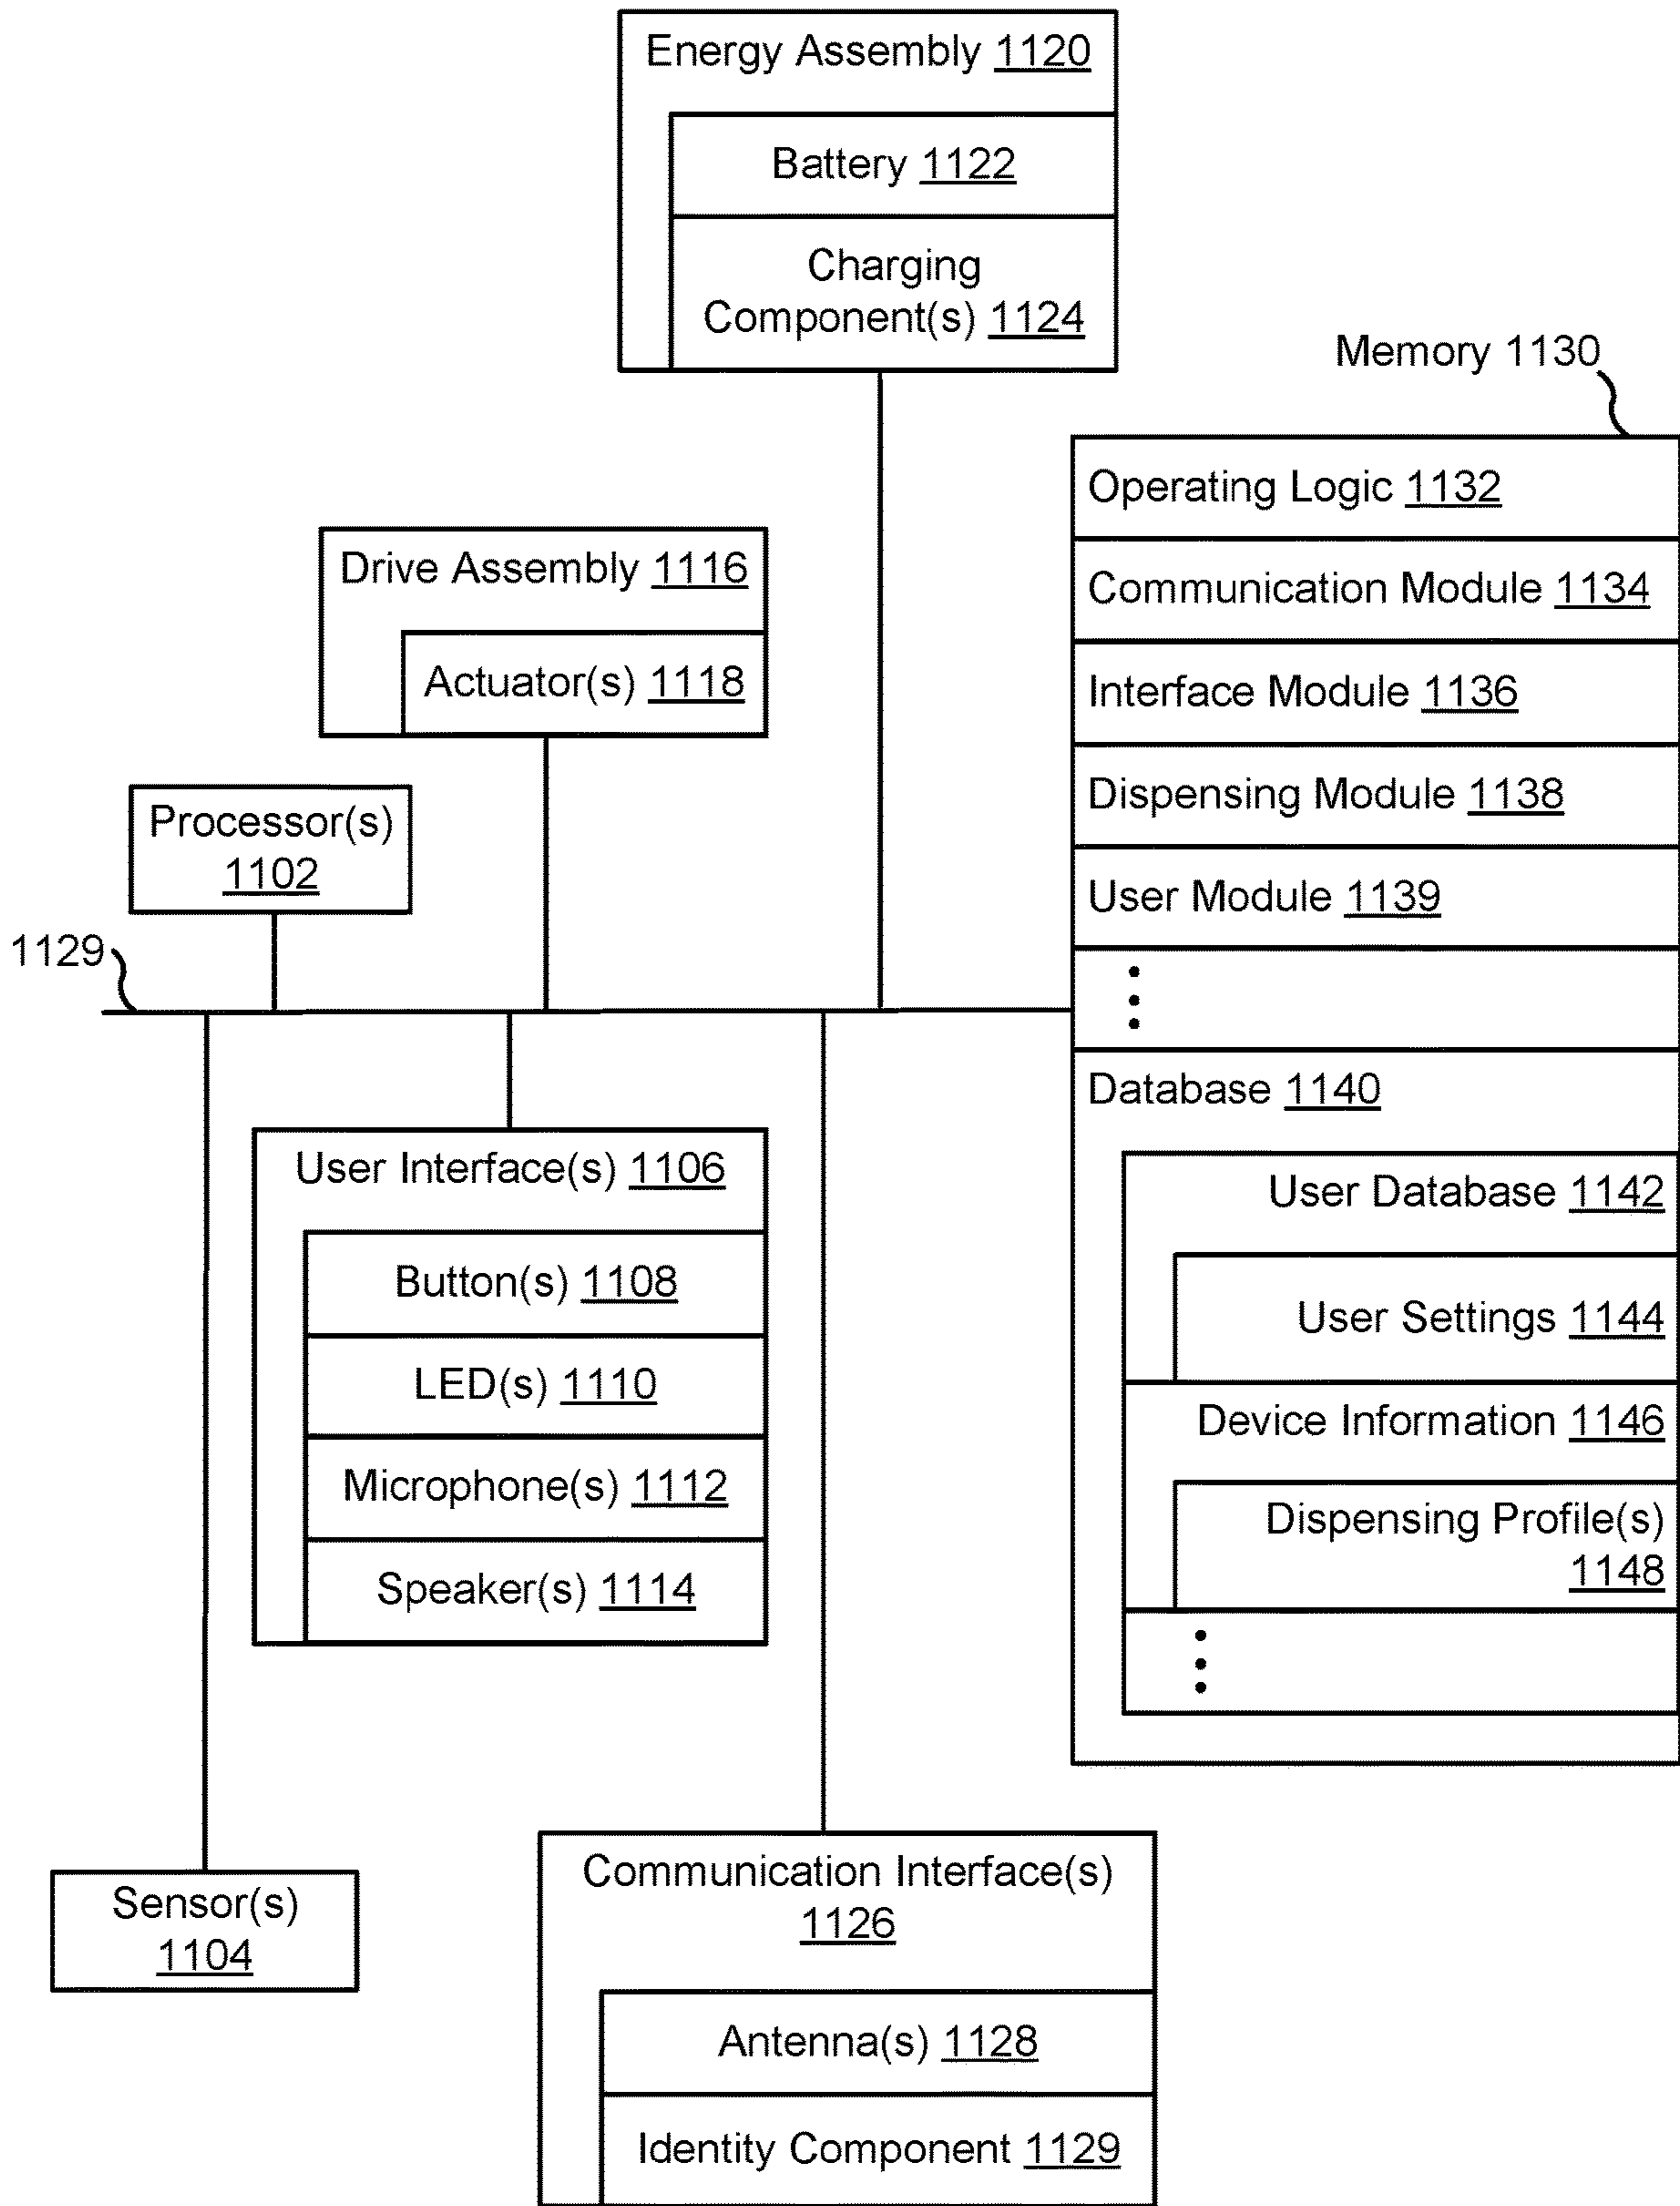 Energy Assembly 1120
Battery 1122
Charging
Component(s) 1124
Memory 1130
Operating Logic 1132
Communication Module 1134
Interface Module 1136
Dispensing Module 1138
User Module 1139
Database 1140
User Database 1142
User Settings 1144
Device Information 1146
Dispensing Profile(s)
1148
Drive Assembly 1116
Actuator(s) 1118
Processor(s)
1102
1129
User Interface(s) 1106
Button(s) 1108
LED(s) 1110
Microphone(s) 1112
Speaker(s) 1114
Sensor(s)
1104
Communication Interface(s)
1126
Antenna(s) 1128
Identity Component 1129